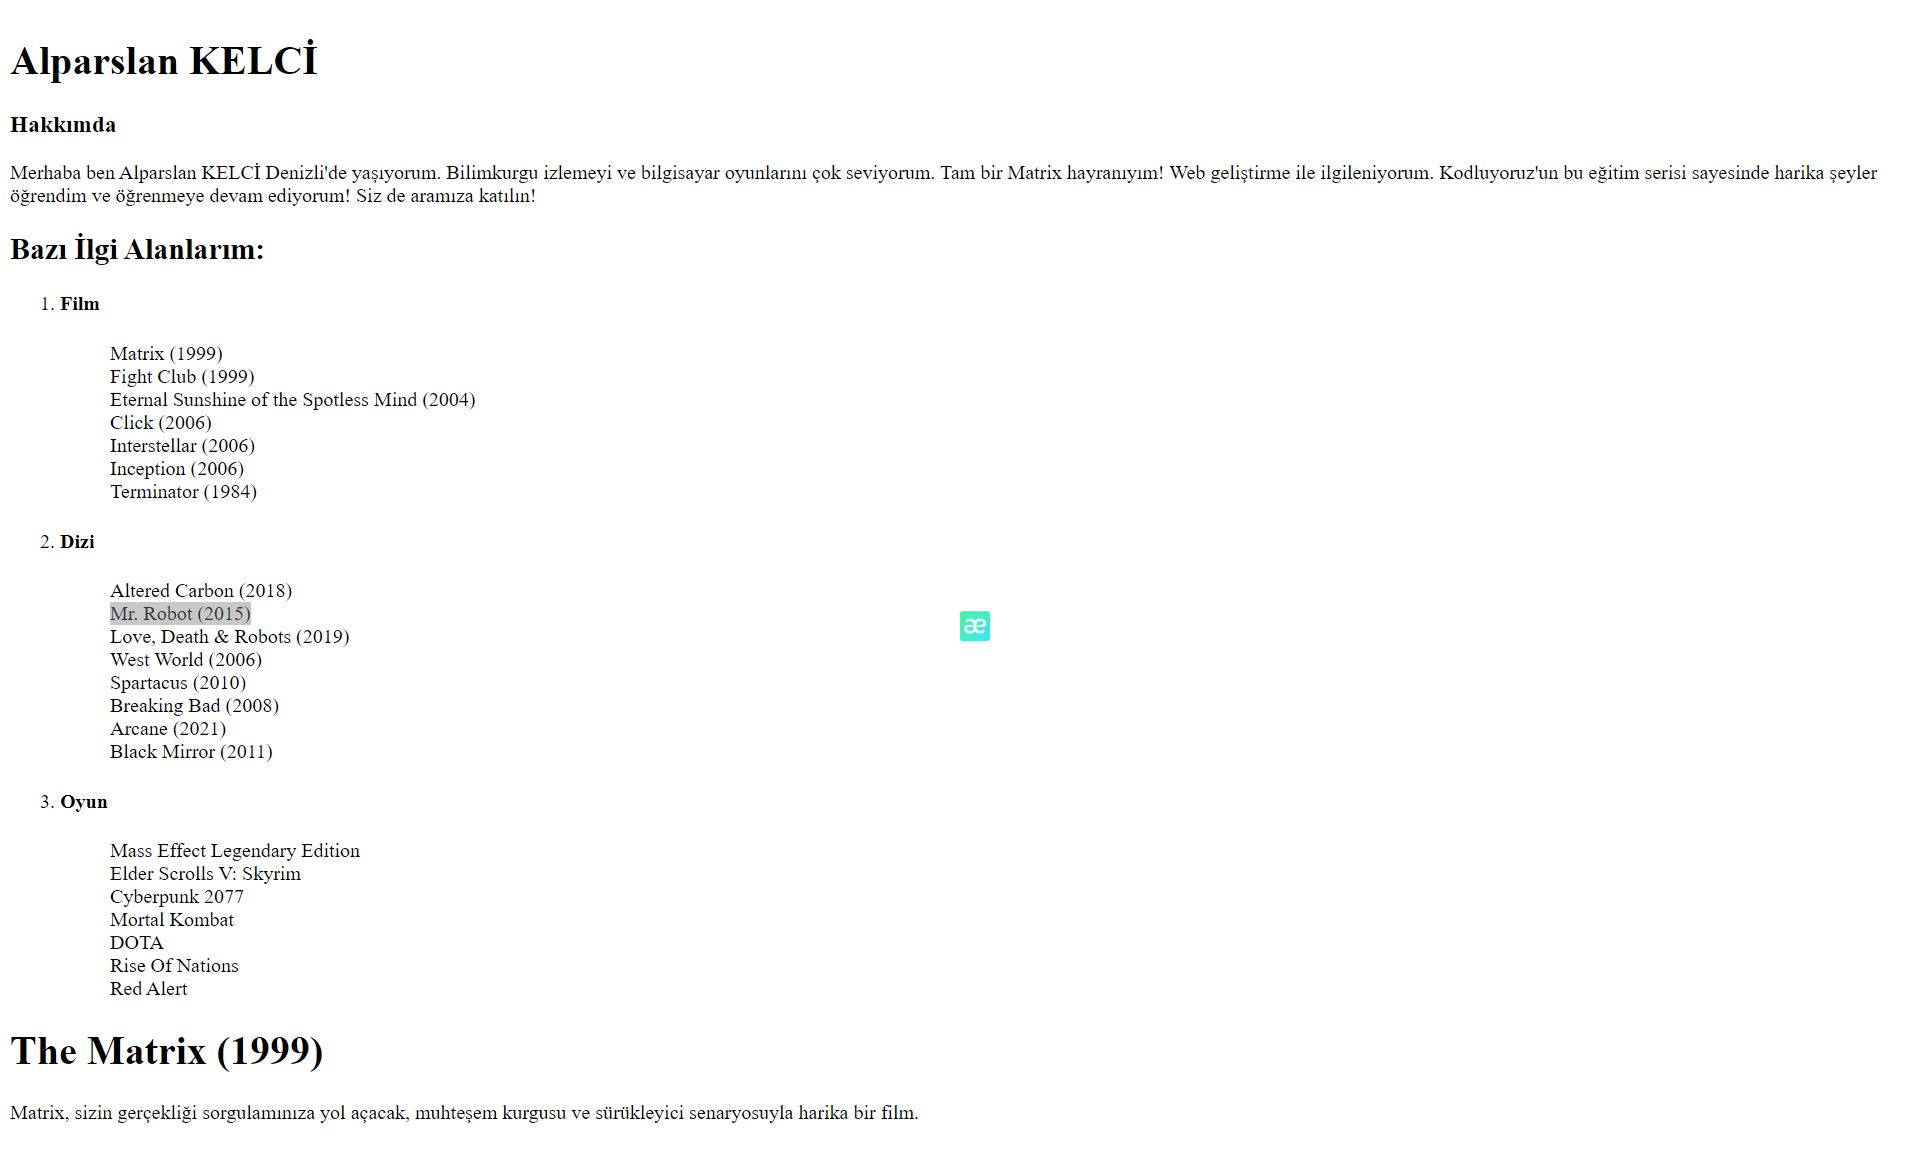 Alparslan KELCİ
Hakkımda
Merhaba ben Alparslan KELCİ Denizli'de yaşıyorum. Bilimkurgu izlemeyi ve bilgisayar oyunlarını çok seviyorum. Tam bir Matrix hayranıyım! Web geliştirme ile ilgileniyorum. Kodluyoruz'un bu eğitim serisi sayesinde harika şeyler
öğrendim ve öğrenmeye devam ediyorum! Siz de aramıza katılın!
Bazı İlgi Alanlarım:
1. Film
Matrix (1999)
Fight Club (1999)
Eternal Sunshine of the Spotless Mind (2004)
Click (2006)
Interstellar (2006)
Inception (2006)
Terminator (1984)
2. Dizi
Altered Carbon (2018)
Mr. Robot (2015)
Love, Death & Robots (2019)
West World (2006)
Spartacus (2010)
Breaking Bad (2008)
Arcane (2021)
Black Mirror (2011)
æ
3. Oyun
Mass Effect Legendary Edition
Elder Scrolls V: Skyrim
Cyberpunk 2077
Mortal Kombat
DOTA
Rise Of Nations
Red Alert
The Matrix (1999)
Matrix, sizin gerçekliği sorgulamınıza yol açacak, muhteşem kurgusu ve sürükleyici senaryosuyla harika bir film.